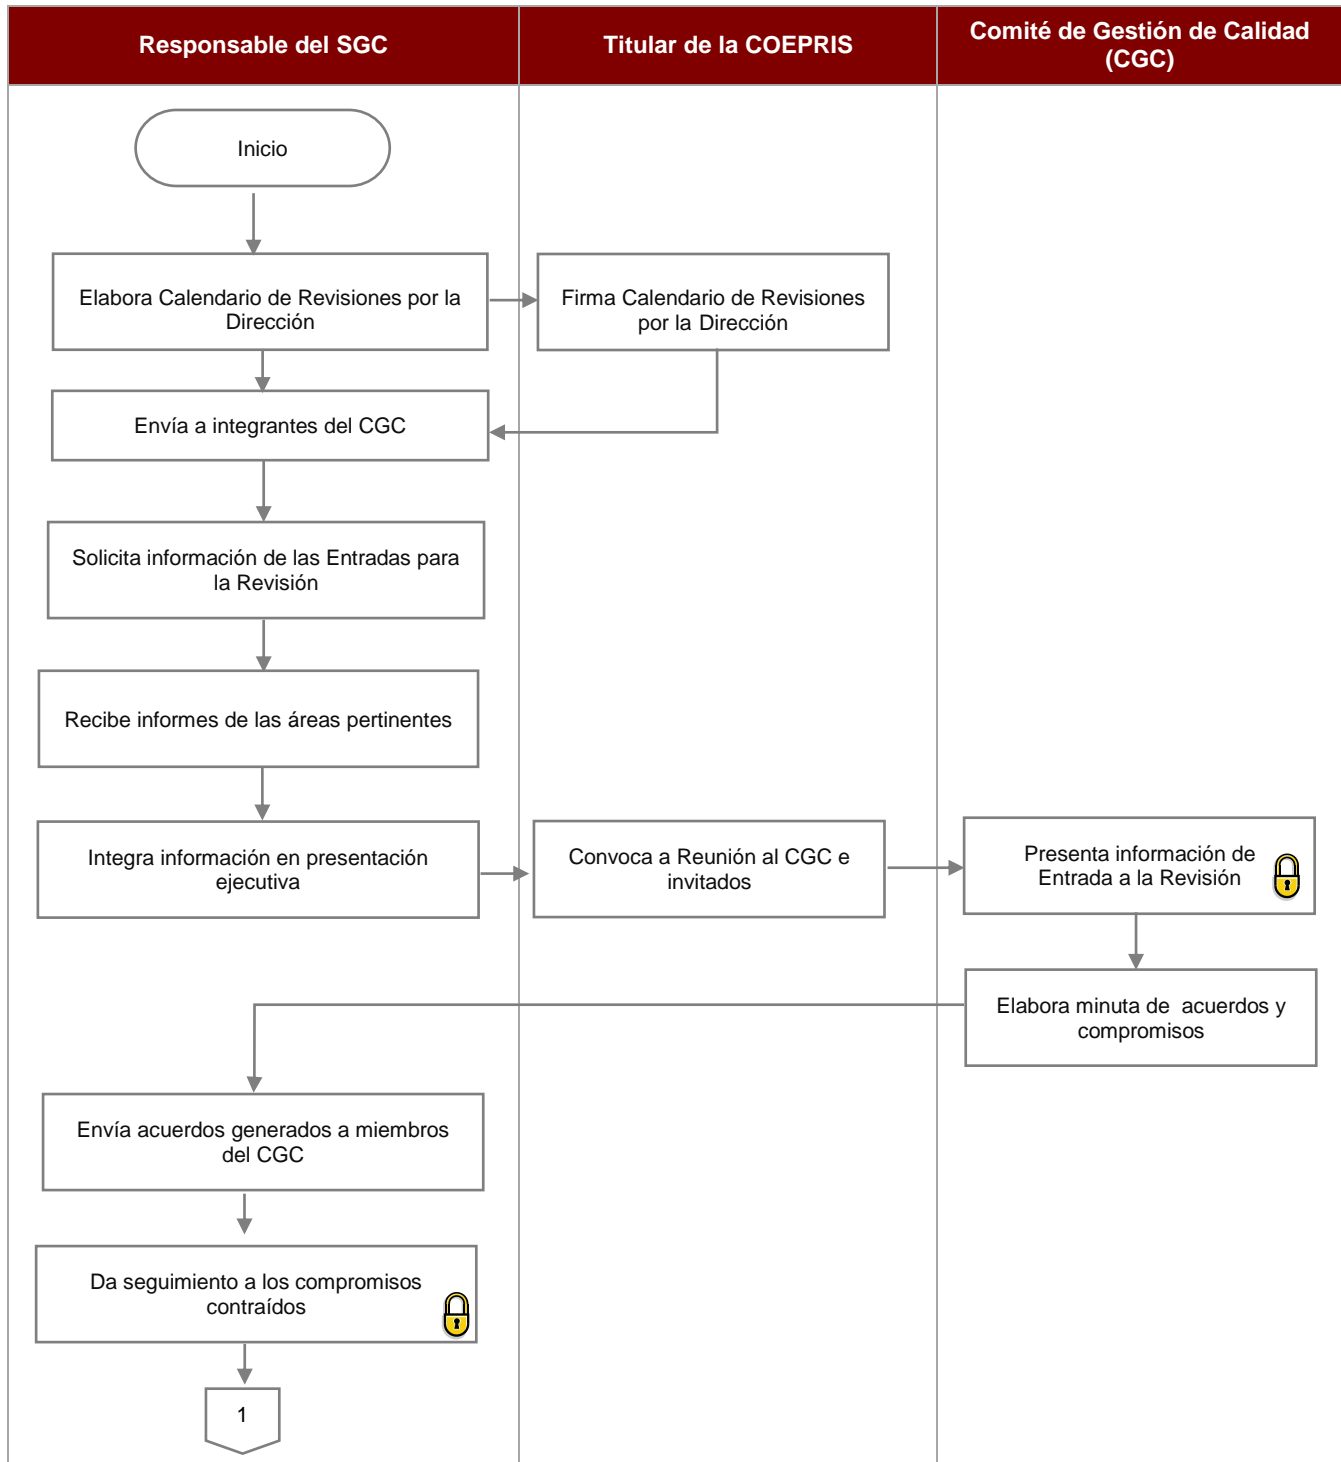 Responsable del SGC
Titular de la COEPRIS
Comité de Gestión de Calidad
(CGC)
Inicio
Elabora Calendario de Revisiones por la
Dirección
Firma Calendario de Revisiones
por la Dirección
Envía a integrantes del CGC
Solicita información de las Entradas para
la Revisión
Recibe informes de las áreas pertinentes
Integra información en presentación
ejecutiva
Convoca a Reunión al CGC e
invitados
Presenta información de
Entrada a la Revisión
Elabora minuta de acuerdos y
compromisos
Envía acuerdos generados a miembros
del CGC
Da seguimiento a los compromisos
contraídos
1